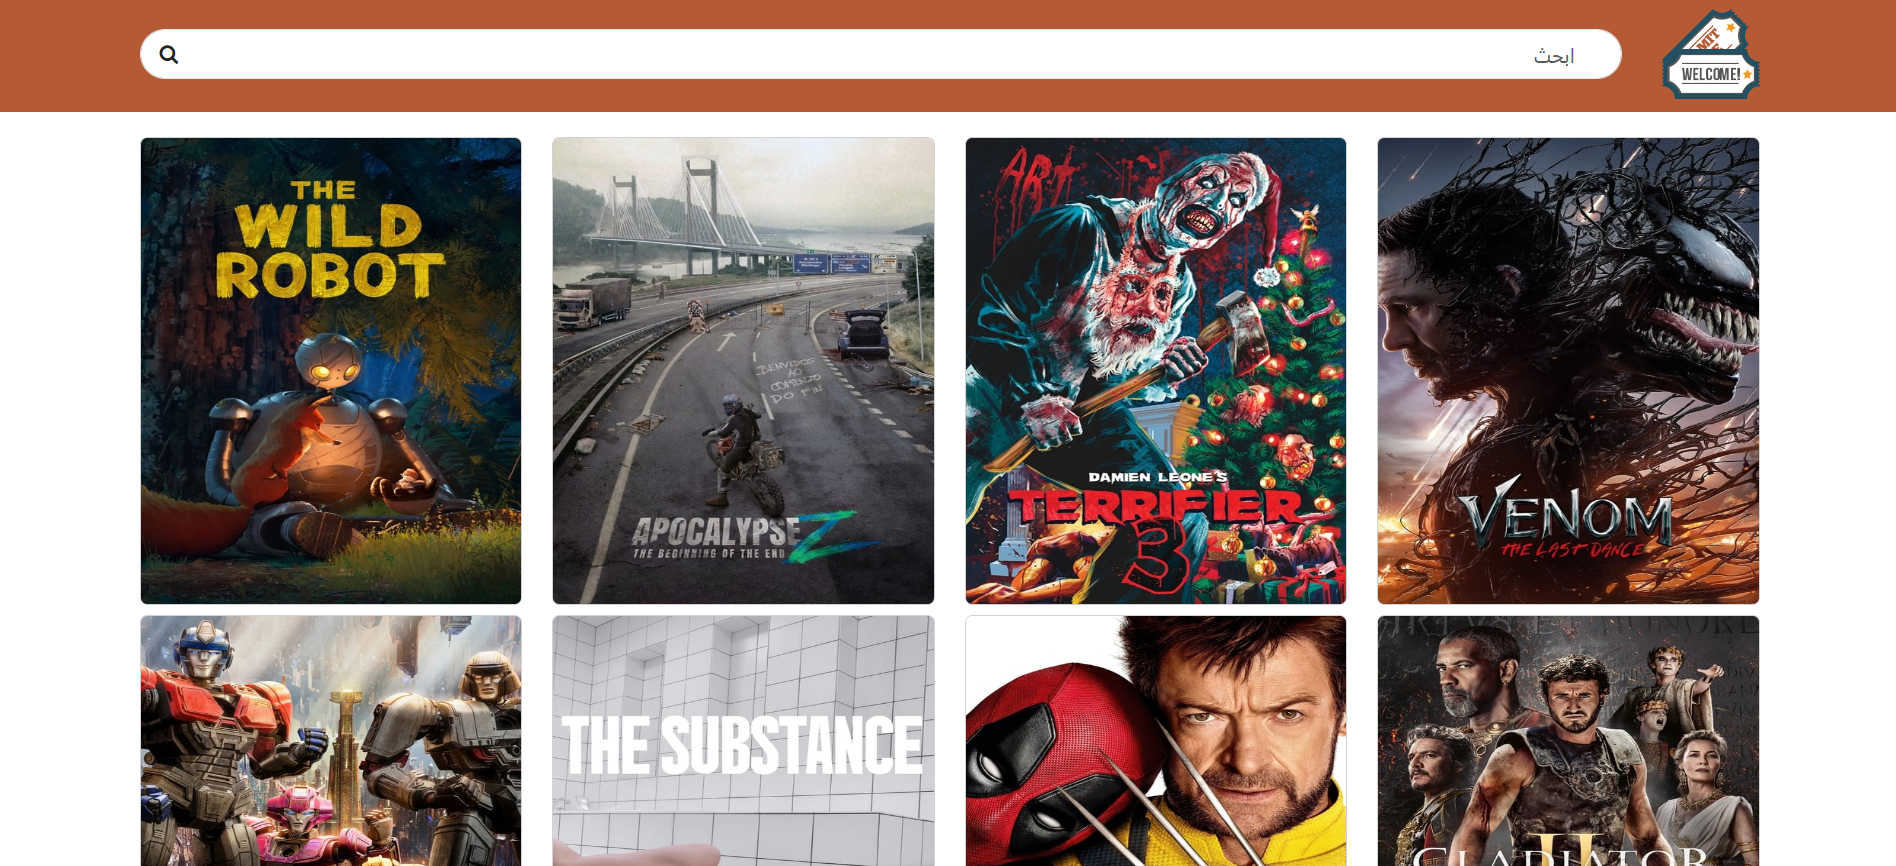 ابحث
WELCOME!
THE
WILD
ROBOT
BENVIDOS
AO
COMENZO
DO FIN
APOCALYPSE Z
THE BEGINNING OF THE END
ART
DAMIEN LEONE'S
TERRIFIER
3
VENOM
THE LAST DANCE
THE SUBSTANCE
II
GLADIATOR